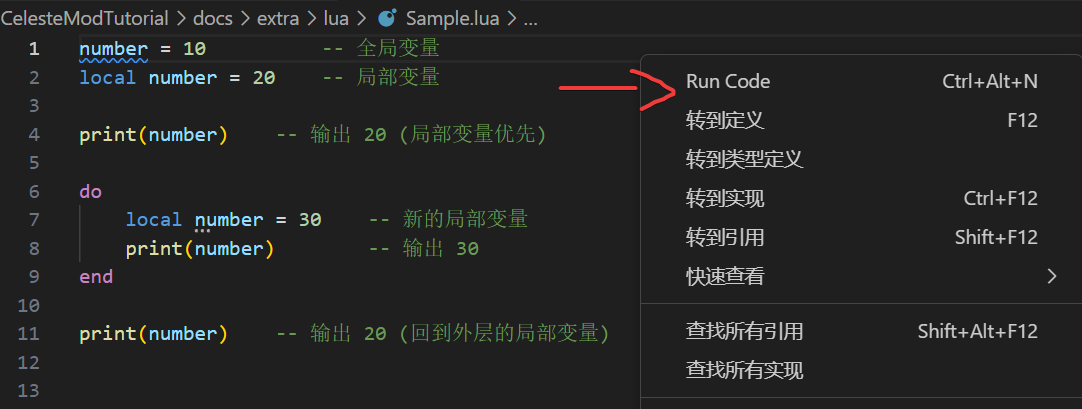 CelesteModTutorial > docs > extra > lua > Sample.lua > ...
1 number = 10 -- 全局变量
2 local number = 20 -- 局部变量
3
4 print(number) -- 输出 20 (局部变量优先)
5
6 do
7 local number = 30 -- 新的局部变量
8 print(number) -- 输出 30
9 end
10
11 print(number) -- 输出 20 (回到外层的局部变量)
12
13
Run Code Ctrl+Alt+N
转到定义 F12
转到类型定义
转到实现 Ctrl+F12
转到引用 Shift+F12
快速查看 >
查找所有引用 Shift+Alt+F12
查找所有实现